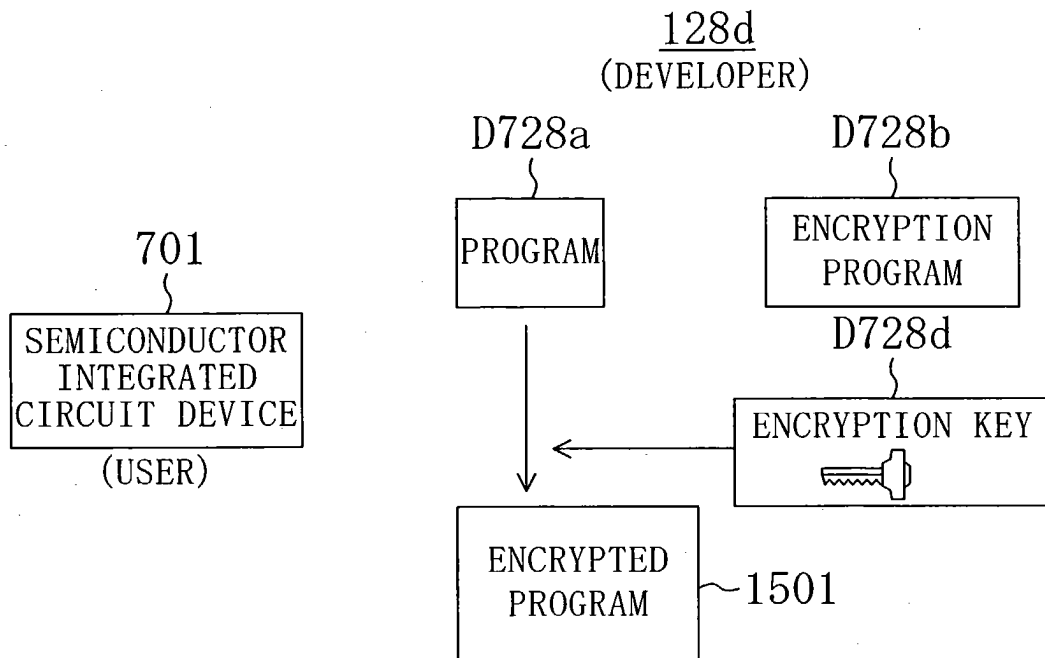 128d
(DEVELOPER)
D728a
D728b
PROGRAM
ENCRYPTION
PROGRAM
701
SEMICONDUCTOR
INTEGRATED
CIRCUIT DEVICE
(USER)
D728d
ENCRYPTION KEY
ENCRYPTED
PROGRAM
1501